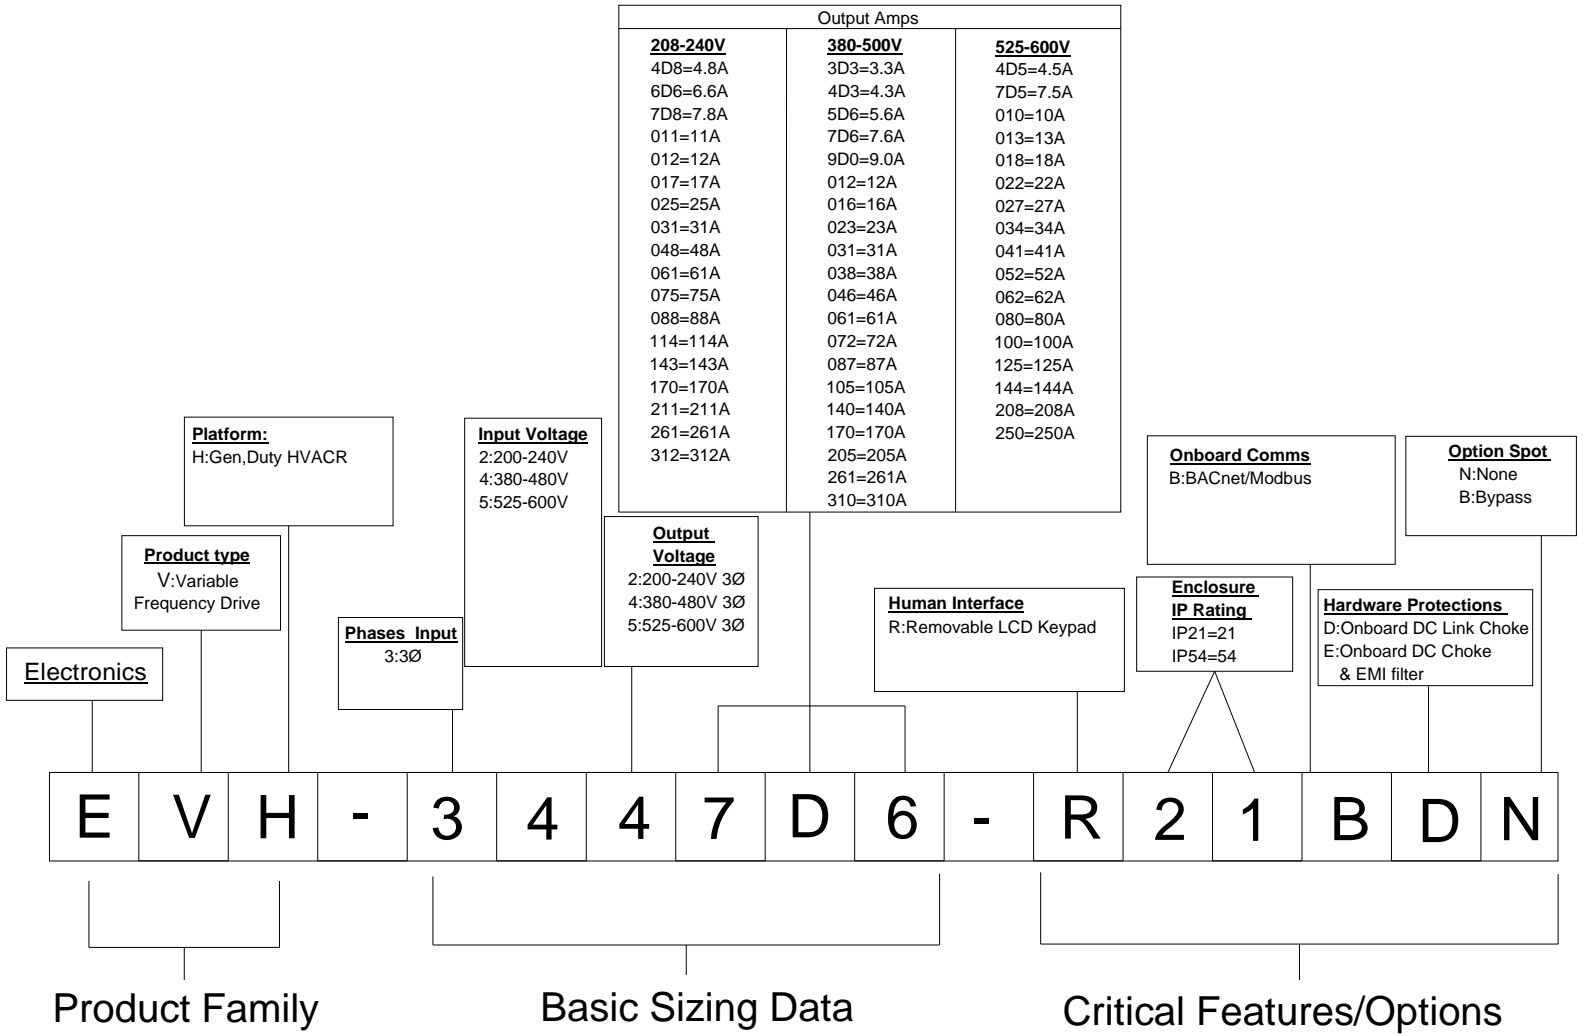 Output Amps
208-240V
4D8=4.8A
6D6=6.6A
7D8=7.8A
011=11A
012=12A
017=17A
025=25A
031=31A
048=48A
061=61A
075=75A
088=88A
114=114A
143=143A
170=170A
211=211A
261=261A
312=312A
380-500V
3D3=3.3A
4D3=4.3A
5D6=5.6A
7D6=7.6A
9D0=9.0A
012=12A
016=16A
023=23A
031=31A
038=38A
046=46A
061=61A
072=72A
087=87A
105=105A
140=140A
170=170A
205=205A
261=261A
310=310A
525-600V
4D5=4.5A
7D5=7.5A
010=10A
013=13A
018=18A
022=22A
027=27A
034=34A
041=41A
052=52A
062=62A
080=80A
100=100A
125=125A
144=144A
208=208A
250=250A
Electronics
Product type
V:Variable
Frequency Drive
Platform:
H:Gen,Duty HVACR
Phases Input
3:3Ø
Input Voltage
2:200-240V
4:380-480V
5:525-600V
Output
Voltage
2:200-240V 3Ø
4:380-480V 3Ø
5:525-600V 3Ø
Human Interface
R:Removable LCD Keypad
Enclosure
IP Rating
IP21=21
IP54=54
Onboard Comms
B:BACnet/Modbus
Hardware Protections
D:Onboard DC Link Choke
E:Onboard DC Choke
& EMI filter
Option Spot
N:None
B:Bypass
E V H - 3 4 4 7 D 6 - R 2 1 B D N
Product Family
Basic Sizing Data
Critical Features/Options